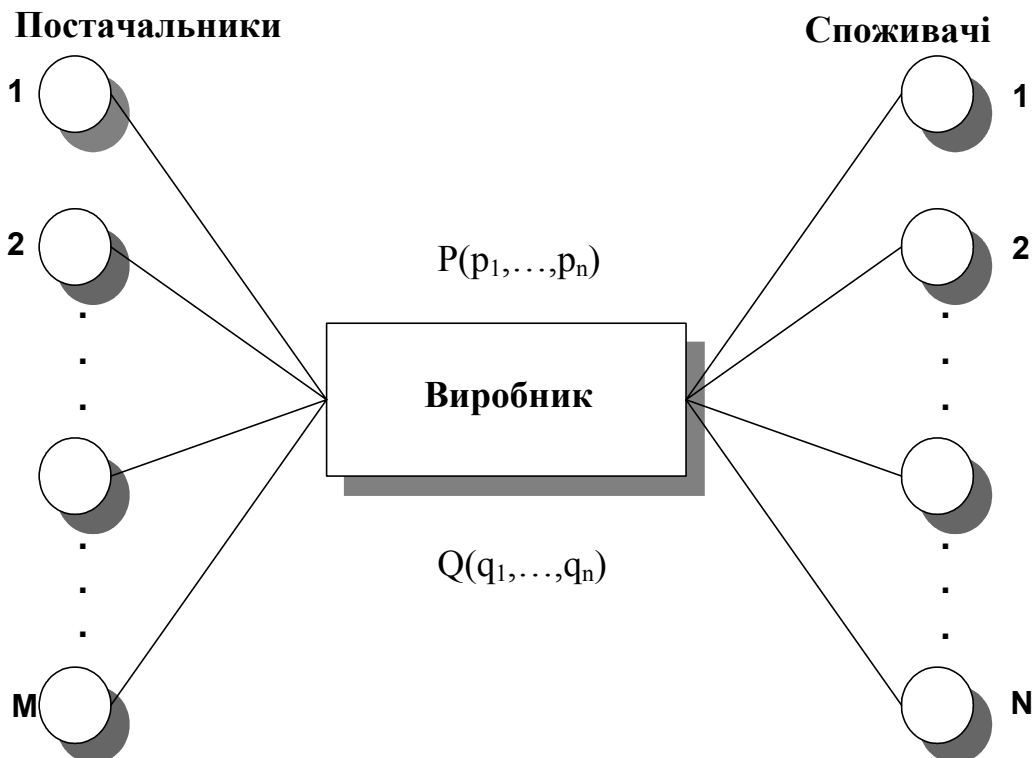 Постачальники
Споживачі
1
1
2
2
P(p₁,…,pₙ)
Виробник
Q(q₁,…,qₙ)
M
N